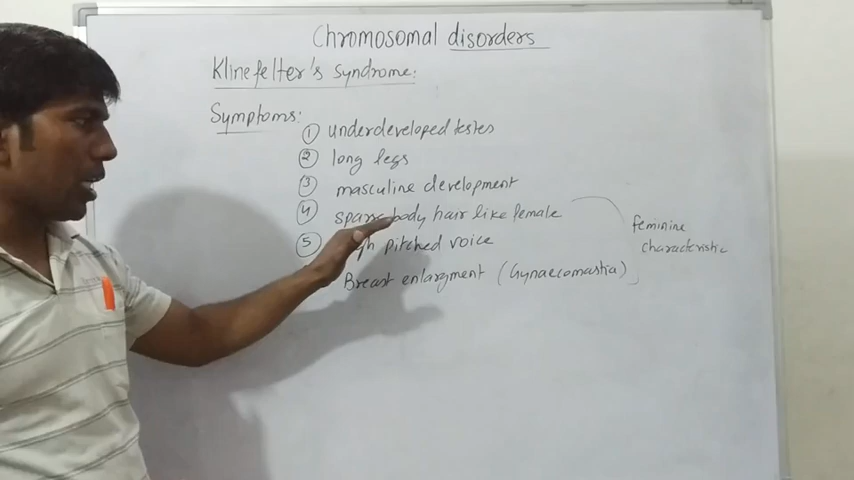 Chromosomal disorders
Klinefelter's syndrome:
Symptoms:
① underdeveloped testes
② long legs
③ masculine development
④ sparse body hair like female
⑤ pitched voice
Breast enlargment (Gynaecomastia)
feminine
characteristic